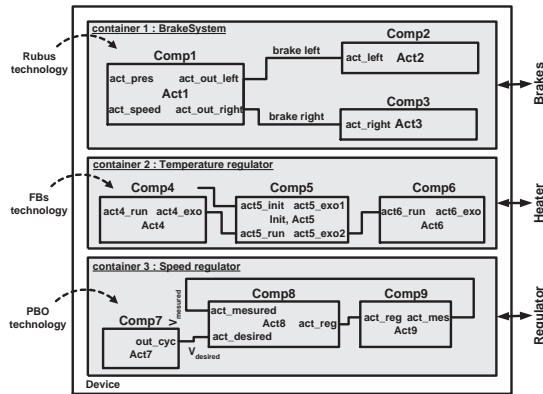 container 1 : BrakeSystem
Rubus
technology
Comp1
act_pres act_out_left
Act1
act_speed act_out_right
brake left
brake right
Comp2
act_left Act2
Comp3
act_right Act3
Brakes
container 2 : Temperature regulator
FBs
technology
Comp4
act4_run act4_exo
Act4
Comp5
act5_init act5_exo1
Init, Act5
act5_run act5_exo2
Comp6
act6_run act6_exo
Act6
Heater
container 3 : Speed regulator
PBO
technology
Comp7
out_cyc
Act7
Vmesured
Vdesired
Comp8
act_mesured
Act8
act_reg
act_desired
Comp9
act_reg act_mes
Act9
Regulator
Device